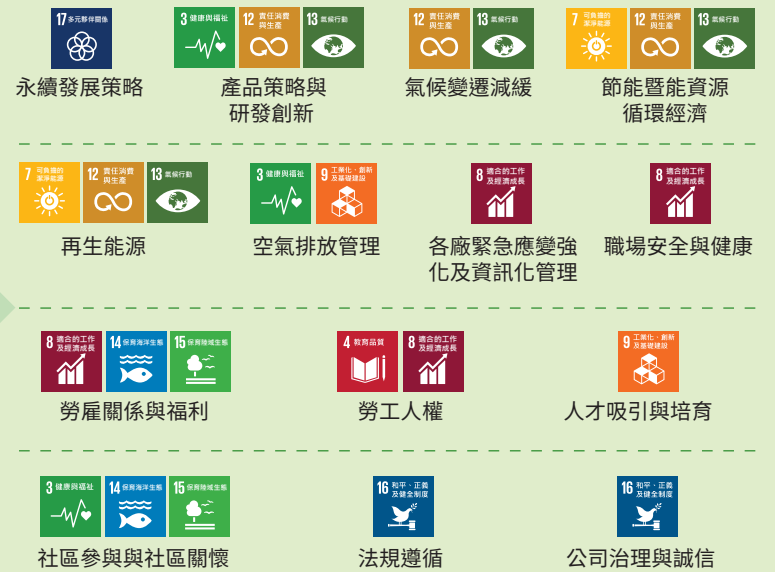 17 多元夥伴關係
3 健康與福祉
12 責任消費
與生產
13 氣候行動
12 責任消費
與生產
13 氣候行動
7 可負擔的
潔淨能源
12 責任消費
與生產
13 氣候行動
永續發展策略
產品策略與
研發創新
氣候變遷減緩
節能暨能資源
循環經濟
7 可負擔的
潔淨能源
12 責任消費
與生產
13 氣候行動
3 健康與福祉
9 工業化、創新
及基礎建設
8 適合的工作
及經濟成長
8 適合的工作
及經濟成長
再生能源
空氣排放管理
各廠緊急應變強
化及資訊化管理
職場安全與健康
8 適合的工作
及經濟成長
14 保育海洋生態
15 保育陸域生態
4 教育品質
8 適合的工作
及經濟成長
9 工業化、創新
及基礎建設
勞雇關係與福利
勞工人權
人才吸引與培育
3 健康與福祉
14 保育海洋生態
15 保育陸域生態
16 和平、正義
及健全制度
16 和平、正義
及健全制度
社區參與與社區關懷
法規遵循
公司治理與誠信